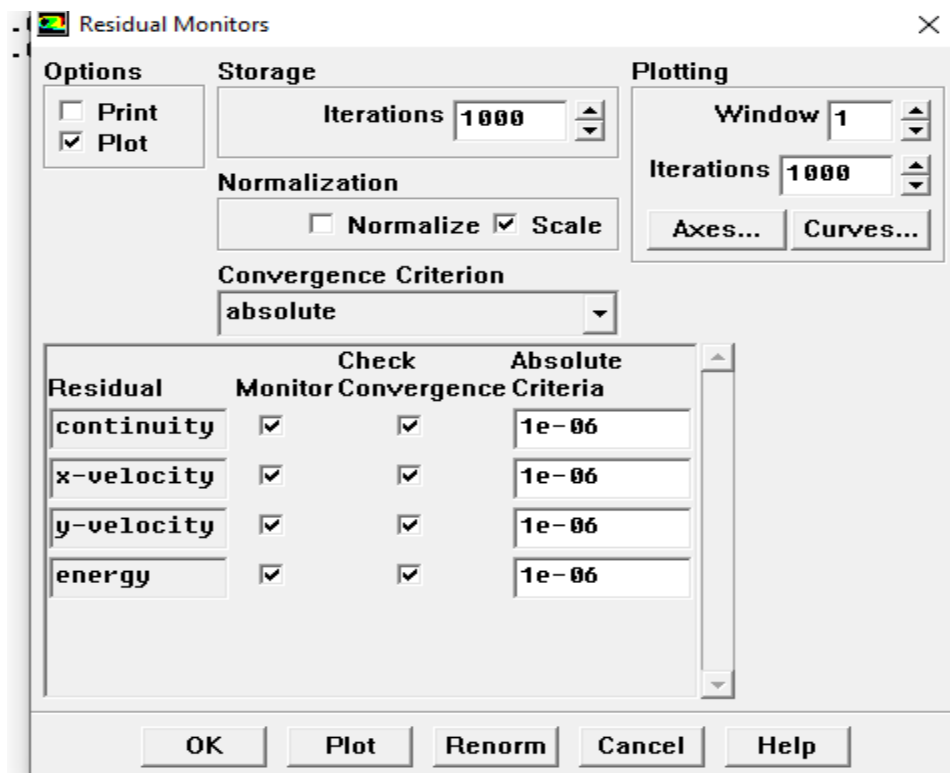 Residual Monitors
Options
Print
Plot
Storage
Iterations 1000
Normalization
Normalize Scale
Convergence Criterion
absolute
Plotting
Window 1
Iterations 1000
Axes... Curves...
Check Absolute
Residual Monitor Convergence Criteria
continuity 1e-06
x-velocity 1e-06
y-velocity 1e-06
energy 1e-06
OK Plot Renorm Cancel Help